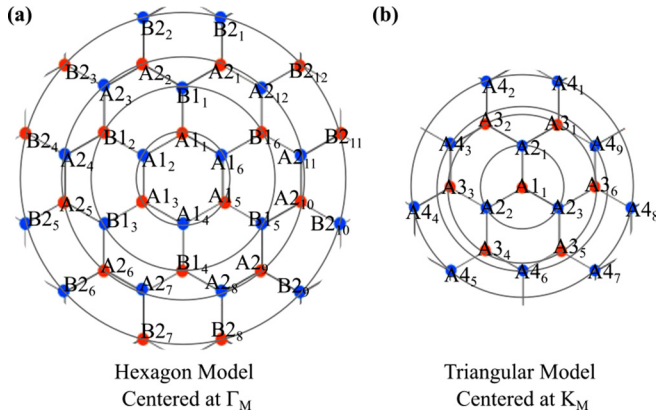 (a)
(b)
B2₂ B2₁
B2₃ A2₂ A2₁ B2₁₂
A4₂ A4₁
A2₃ B1₁ A2₁₂
B2₄ B1₂ A1₁ B1₆ B2₁₁
A3₂ A3₁
A4₃ A2₁ A4₉
A2₄ A1₂ A1₆ A2₁₁
A3₃ A1₁ A3₆
A2₅ A1₃ A1₅ A2₁₀
B2₅ B1₃ A1₄ B1₅ B2₁₀
A4₄ A2₂ A2₃ A4₈
A3₄ A3₅
A2₆ B1₄ A2₉
A4₅ A4₆ A4₇
B2₆ A2₇ A2₈ B2₉
B2₇ B2₈
Hexagon Model
Centered at Γ_M
Triangular Model
Centered at K_M